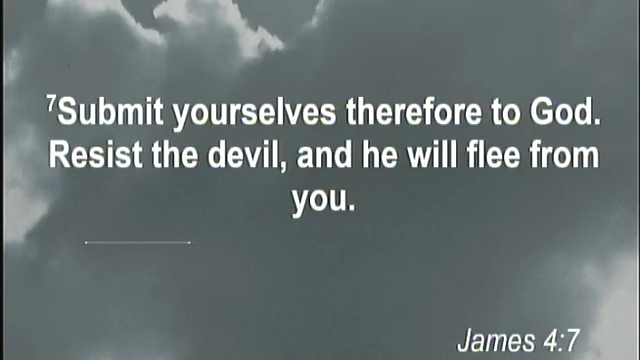 ⁷Submit yourselves therefore to God.
Resist the devil, and he will flee from
you.
James 4:7